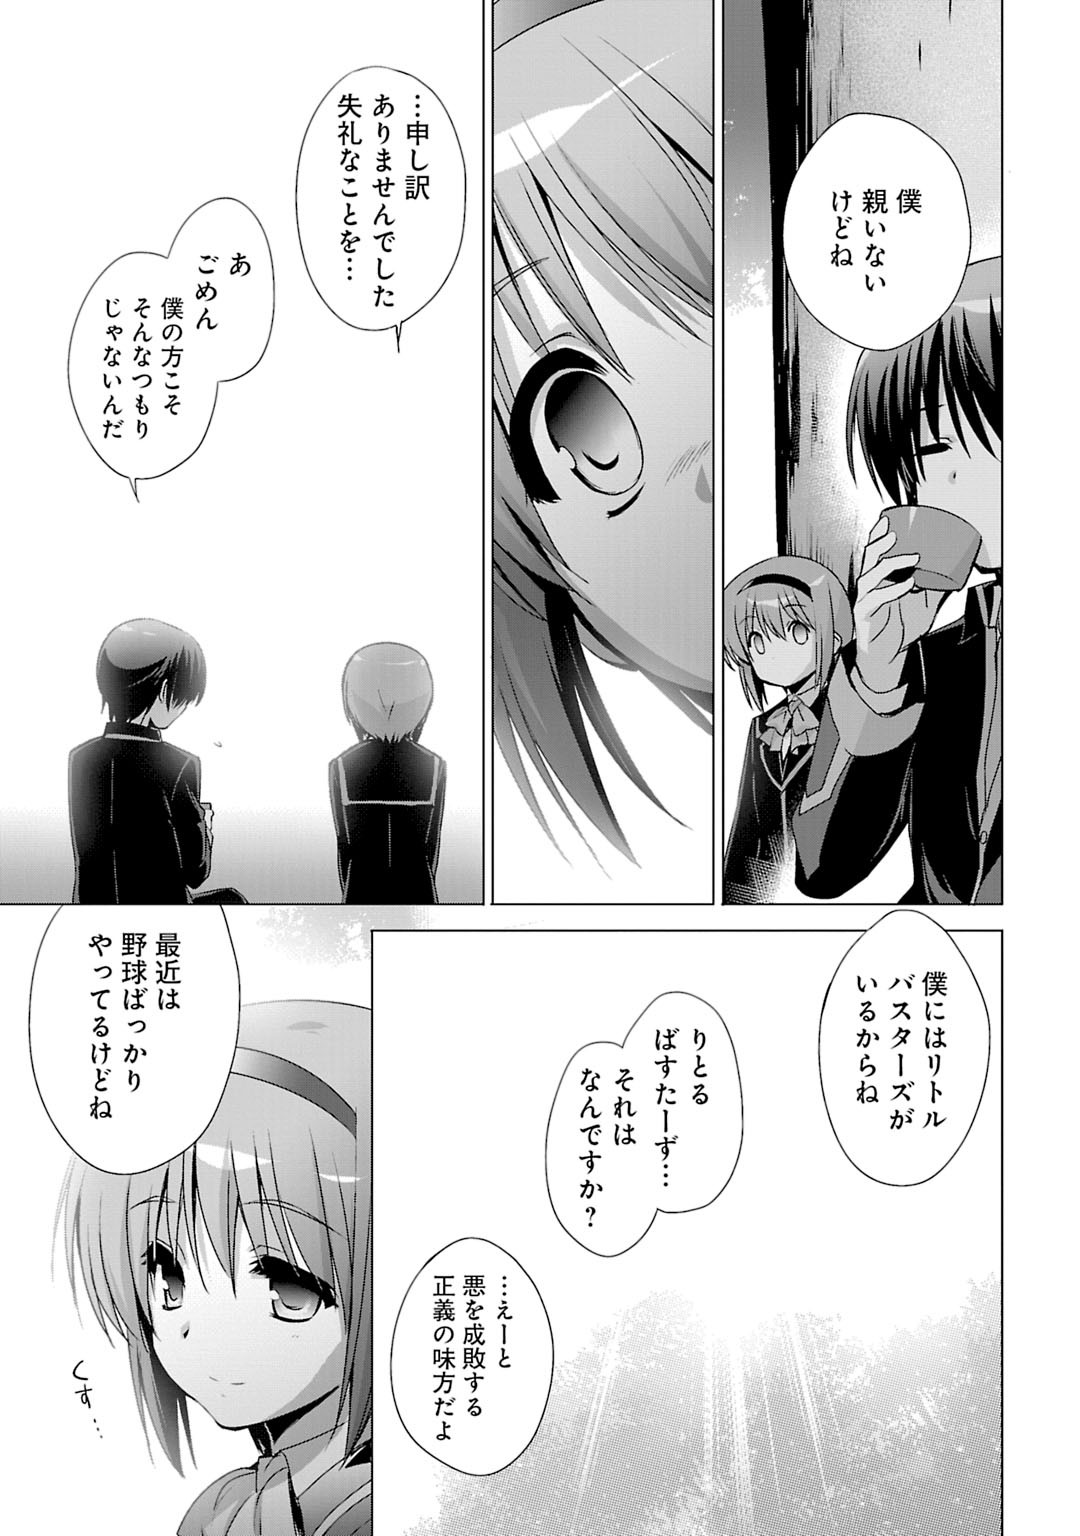 僕
親いない
けどね
…申し訳
ありませんでした
失礼なことを…
あ
ごめん
僕の方こそ
そんなつもり
じゃないんだ
僕にはリトル
バスターズが
いるからね
りとる
ばすたーず…
それは
なんですか？
…えーと
悪を成敗する
正義の味方だよ
最近は
野球ばっかり
やってるけどね
くす…